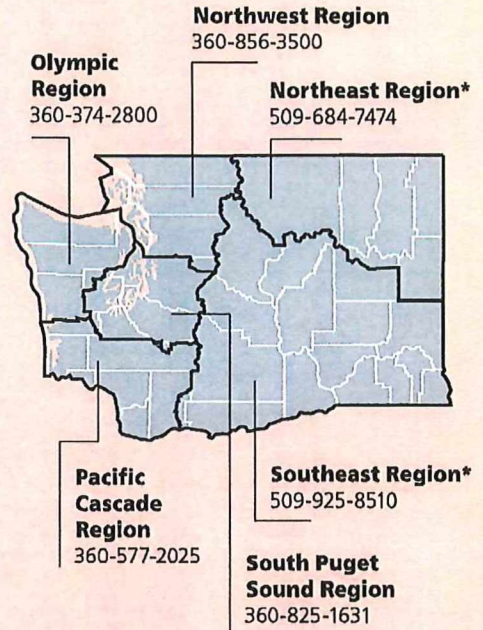 Northwest Region
360-856-3500
Olympic
Region
360-374-2800
Northeast Region*
509-684-7474
Pacific
Cascade
Region
360-577-2025
Southeast Region*
509-925-8510
South Puget
Sound Region
360-825-1631